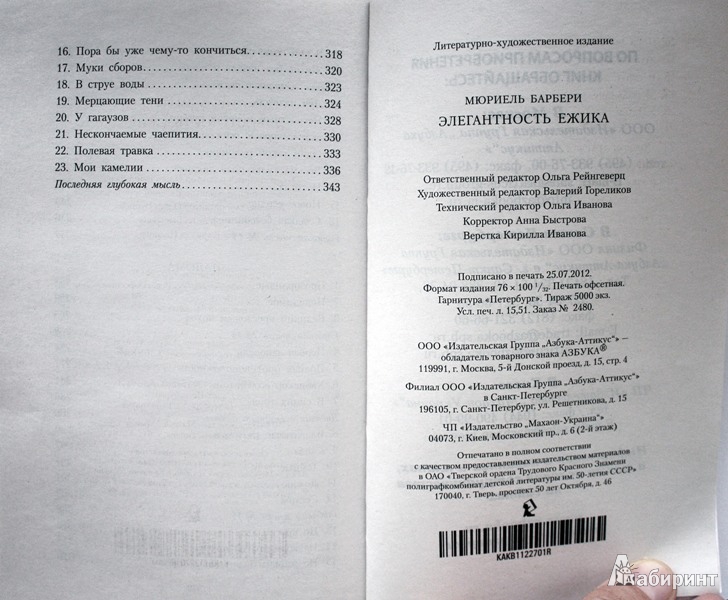 16. Пора бы уже чему-то кончиться. 318
17. Муки сборов 320
18. В струе воды 323
19. Мерцающие тени 324
20. У гагаузов 328
21. Нескончаемые чаепития. 330
22. Полевая травка 333
23. Мои камелии 336
Последняя глубокая мысль. 343
Литературно-художественное издание
МЮРИЕЛЬ БАРБЕРИ
ЭЛЕГАНТНОСТЬ ЕЖИКА
Ответственный редактор Ольга Рейнгеверц
Художественный редактор Валерий Гореликов
Технический редактор Ольга Иванова
Корректор Анна Быстрова
Верстка Кирилла Иванова
Подписано в печать 25.07.2012.
Формат издания 76 × 100 1/32. Печать офсетная.
Гарнитура «Петербург». Тираж 5000 экз.
Усл. печ. л. 15,51. Заказ № 2480.
ООО «Издательская Группа „Азбука-Аттикус“» –
обладатель товарного знака АЗБУКА®
119991, г. Москва, 5-й Донской проезд, д. 15, стр. 4
Филиал ООО «Издательская Группа „Азбука-Аттикус“»
в Санкт-Петербурге
196105, г. Санкт-Петербург, ул. Решетникова, д. 15
ЧП «Издательство „Махаон-Украина“»
04073, г. Киев, Московский пр., д. 6 (2-й этаж)
Отпечатано в полном соответствии
с качеством предоставленных издательством материалов
в ОАО «Тверской ордена Трудового Красного Знамени
полиграфкомбинат детской литературы им. 50-летия СССР»
170040, г. Тверь, проспект 50 лет Октября, д. 46
KAKB1122701R
Лабиринт